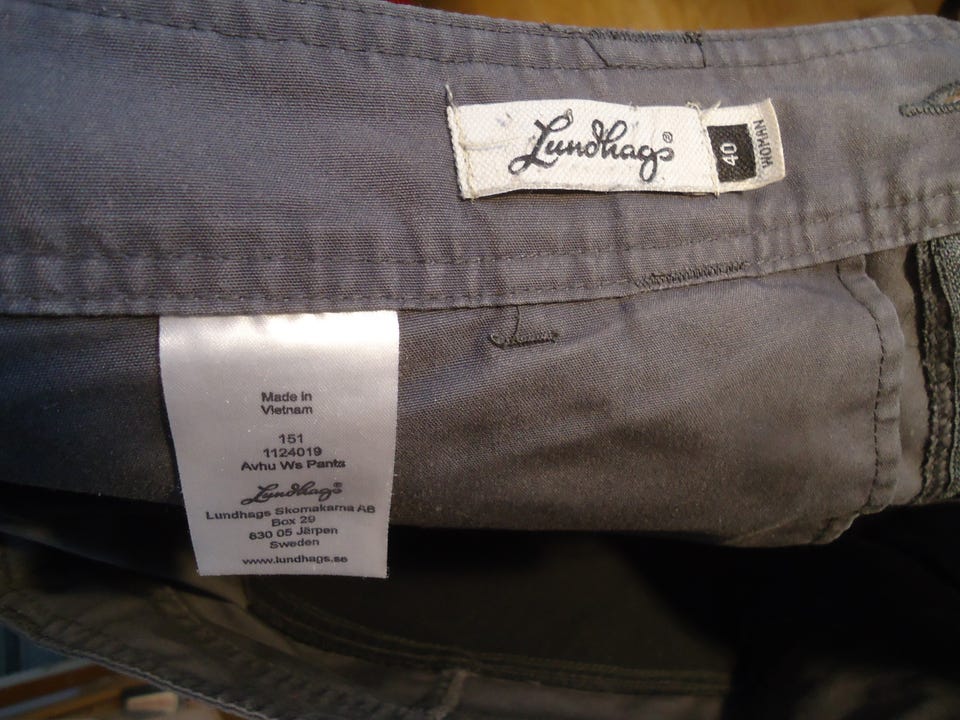 Lundhags®
40
WOMAN
Made in
Vietnam
151
1124019
Avhu Ws Pants
Lundhags®
Lundhags Skomakarna AB
Box 29
830 05 Järpen
Sweden
www.lundhags.se